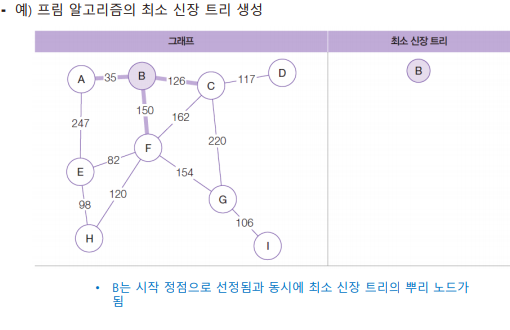 - 예) 프림 알고리즘의 최소 신장 트리 생성
그래프 최소 신장 트리
A 35 B 126 C 117 D B
247 150 162
E 82 F 220
98 120 154 G
H 106 I
• B는 시작 정점으로 선정됨과 동시에 최소 신장 트리의 뿌리 노드가
됨